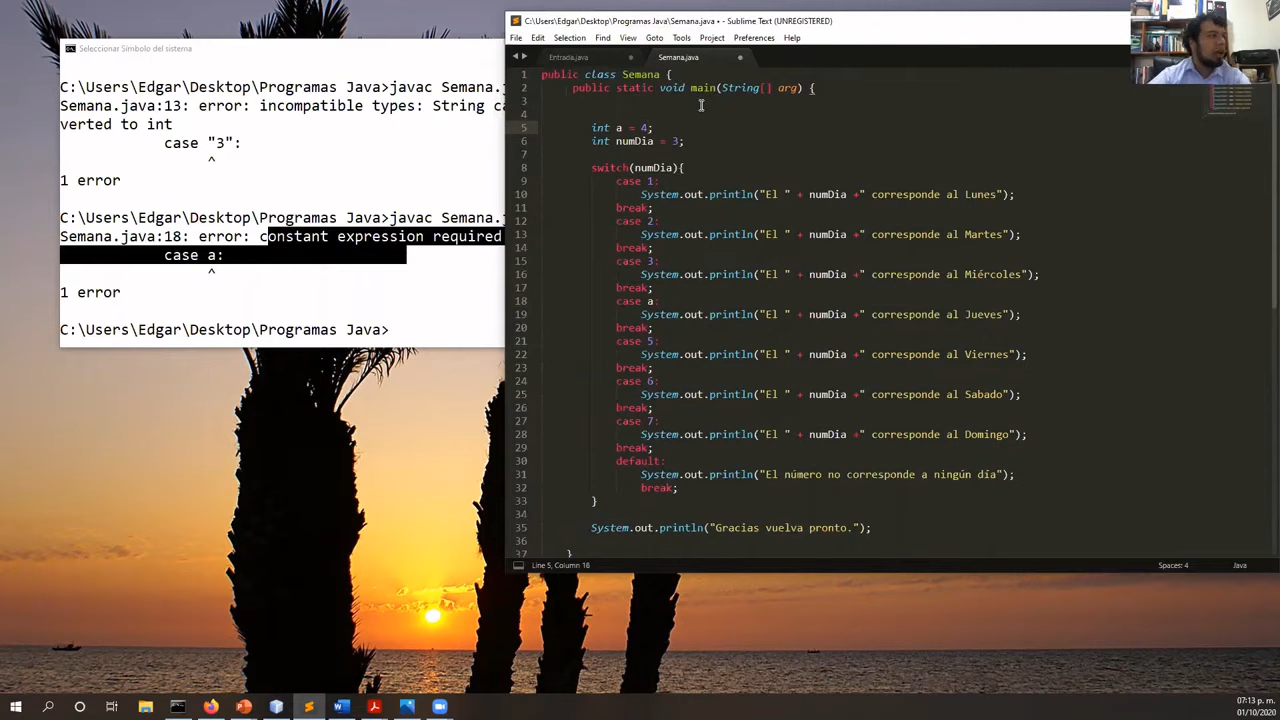 C:\Users\Edgar\Desktop\Programas Java\Semana.java • - Sublime Text (UNREGISTERED)
File Edit Selection Find View Goto Tools Project Preferences Help
Entrada.java
Semana.java
Seleccionar Símbolo del sistema
C:\Users\Edgar\Desktop\Programas Java>javac Semana.
Semana.java:13: error: incompatible types: String ca
verted to int
case "3":
^
1 error
C:\Users\Edgar\Desktop\Programas Java>javac Semana.
Semana.java:18: error: constant expression required
case a:
^
1 error
C:\Users\Edgar\Desktop\Programas Java>
1 public class Semana {
2 public static void main(String[] arg) {
3
4
5 int a = 4;
6 int numDia = 3;
7
8 switch(numDia){
9 case 1:
10 System.out.println("El " + numDia +" corresponde al Lunes");
11 break;
12 case 2:
13 System.out.println("El " + numDia +" corresponde al Martes");
14 break;
15 case 3:
16 System.out.println("El " + numDia +" corresponde al Miércoles");
17 break;
18 case a:
19 System.out.println("El " + numDia +" corresponde al Jueves");
20 break;
21 case 5:
22 System.out.println("El " + numDia +" corresponde al Viernes");
23 break;
24 case 6:
25 System.out.println("El " + numDia +" corresponde al Sabado");
26 break;
27 case 7:
28 System.out.println("El " + numDia +" corresponde al Domingo");
29 break;
30 default:
31 System.out.println("El número no corresponde a ningún día");
32 break;
33 }
34
35 System.out.println("Gracias vuelva pronto.");
36
37 }
Line 5, Column 18
Spaces: 4
Java
07:13 p. m.
01/10/2020